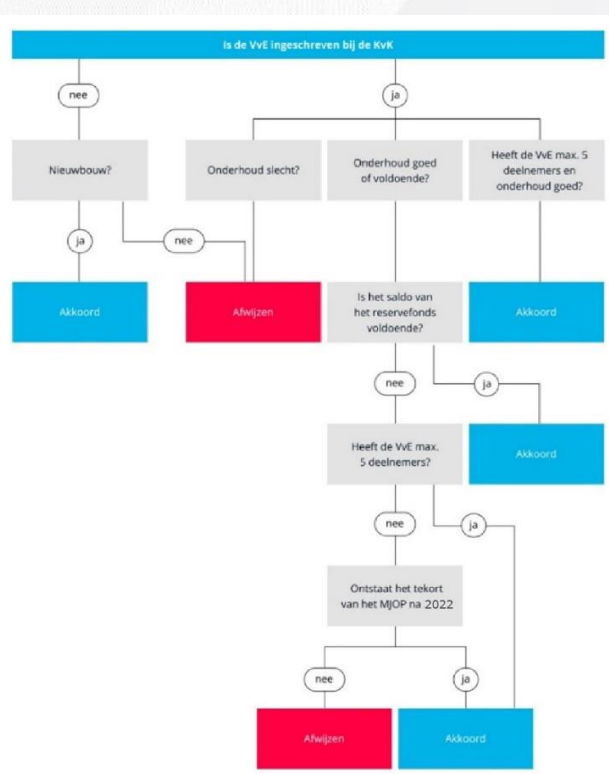 Is de VvE ingeschreven bij de KvK
nee
ja
Nieuwbouw?
Onderhoud slecht?
Onderhoud goed
of voldoende?
Heeft de VvE max. 5
deelnemers en
onderhoud goed?
ja
nee
Akkoord
Afwijzen
Is het saldo van
het reservefonds
voldoende?
Akkoord
nee
ja
Heeft de VvE max.
5 deelnemers?
Akkoord
nee
ja
Ontstaat het tekort
van het MJOP na 2022
nee
ja
Afwijzen
Akkoord